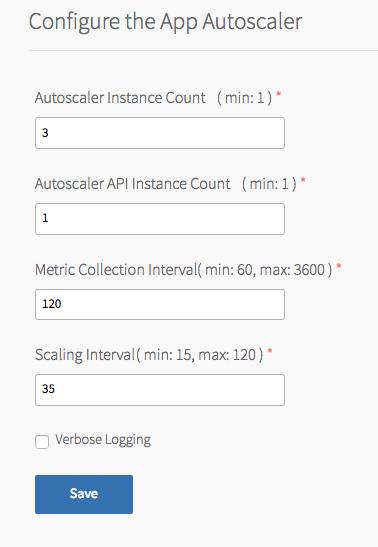 Configure the App Autoscaler
Autoscaler Instance Count ( min: 1 ) *
3
Autoscaler API Instance Count ( min: 1 ) *
1
Metric Collection Interval( min: 60, max: 3600 ) *
120
Scaling Interval( min: 15, max: 120 ) *
35
Verbose Logging
Save